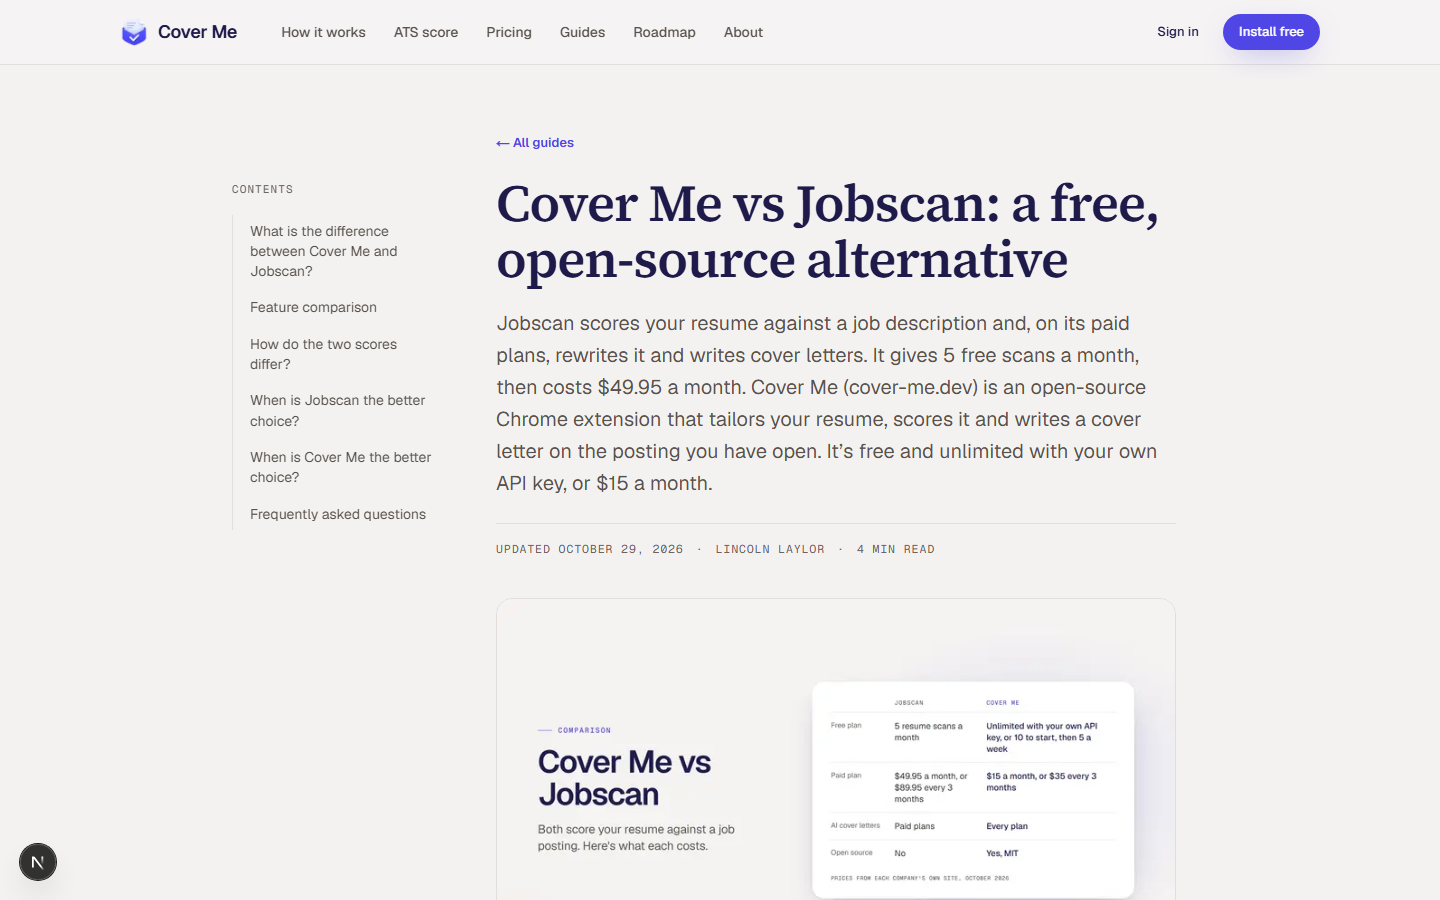 Cover Me
How it works
ATS score
Pricing
Guides
Roadmap
About
Sign in
Install free
← All guides
CONTENTS
What is the difference
between Cover Me and
Jobscan?
Feature comparison
How do the two scores
differ?
When is Jobscan the better
choice?
When is Cover Me the better
choice?
Frequently asked questions
Cover Me vs Jobscan: a free,
open-source alternative
Jobscan scores your resume against a job description and, on its paid
plans, rewrites it and writes cover letters. It gives 5 free scans a month,
then costs $49.95 a month. Cover Me (cover-me.dev) is an open-source
Chrome extension that tailors your resume, scores it and writes a cover
letter on the posting you have open. It’s free and unlimited with your own
API key, or $15 a month.
UPDATED OCTOBER 29, 2026 · LINCOLN LAYLOR · 4 MIN READ
COMPARISON
Cover Me vs
Jobscan
Both score your resume against a job
posting. Here's what each costs.
JOBSCAN
COVER ME
Free plan
5 resume scans a
month
Unlimited with your own API
key, or 10 to start, then 5 a
week
Paid plan
$49.95 a month, or
$89.95 every 3
months
$15 a month, or $35 every 3
months
AI cover letters
Paid plans
Every plan
Open source
No
Yes, MIT
PRICES FROM EACH COMPANY'S OWN SITE, OCTOBER 2026
N